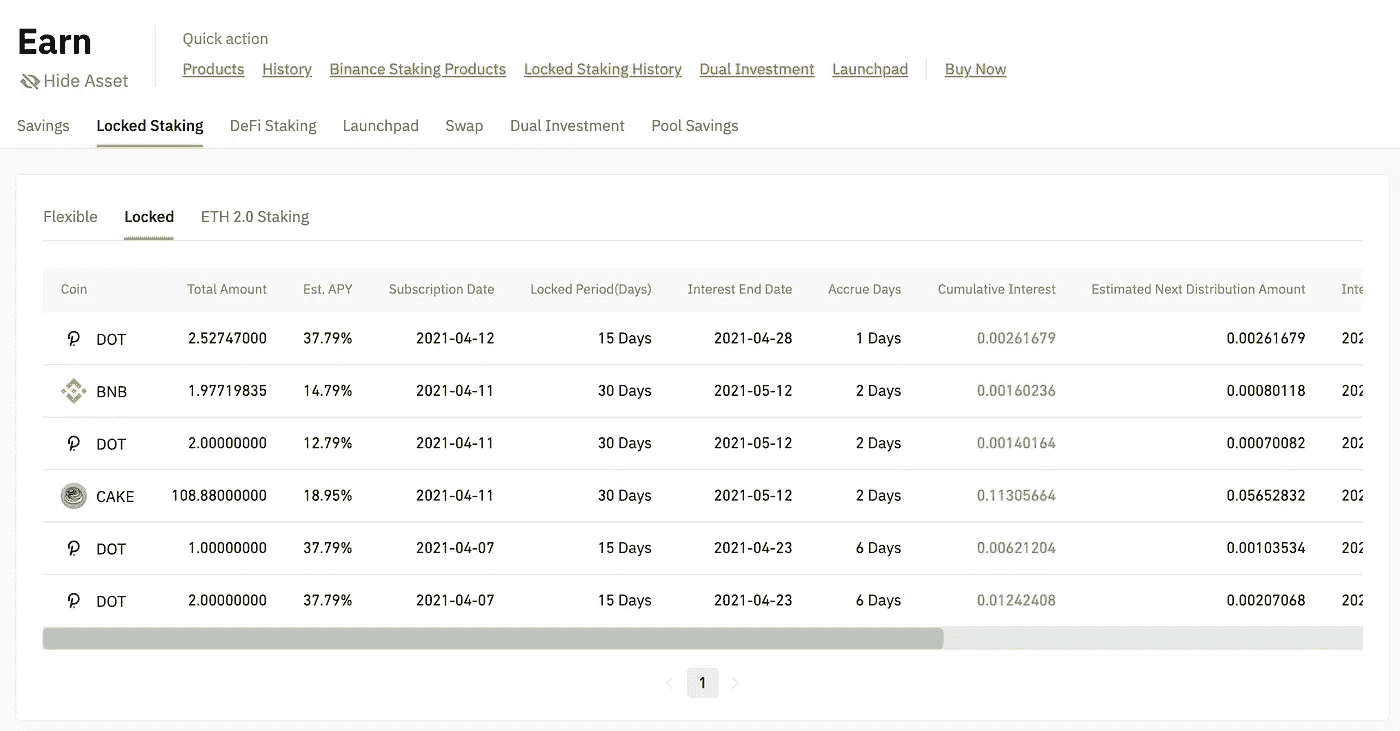 Earn
Hide Asset
Quick action
Products History Binance Staking Products Locked Staking History Dual Investment Launchpad Buy Now
Savings Locked Staking DeFi Staking Launchpad Swap Dual Investment Pool Savings
Flexible Locked ETH 2.0 Staking
Coin Total Amount Est. APY Subscription Date Locked Period(Days) Interest End Date Accrue Days Cumulative Interest Estimated Next Distribution Amount Inte
DOT 2.52747000 37.79% 2021-04-12 15 Days 2021-04-28 1 Days 0.00261679 0.00261679 202
BNB 1.97719835 14.79% 2021-04-11 30 Days 2021-05-12 2 Days 0.00160236 0.00080118 202
DOT 2.00000000 12.79% 2021-04-11 30 Days 2021-05-12 2 Days 0.00140164 0.00070082 202
CAKE 108.88000000 18.95% 2021-04-11 30 Days 2021-05-12 2 Days 0.11305664 0.05652832 202
DOT 1.00000000 37.79% 2021-04-07 15 Days 2021-04-23 6 Days 0.00621204 0.00103534 202
DOT 2.00000000 37.79% 2021-04-07 15 Days 2021-04-23 6 Days 0.01242408 0.00207068 202
1